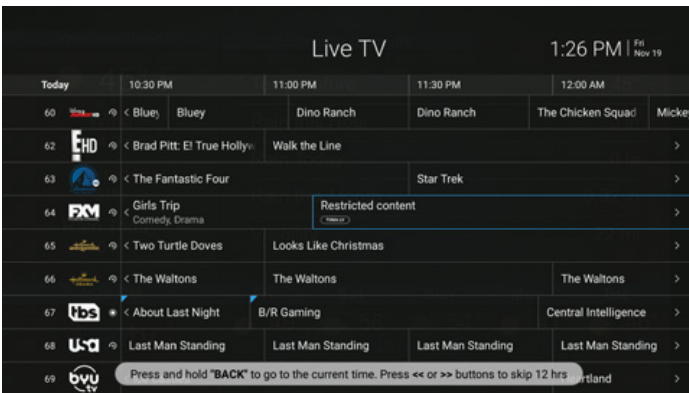 Live TV
1:26 PM | Fri Nov 19
Today 10:30 PM 11:00 PM 11:30 PM 12:00 AM
60 < Bluey Bluey Dino Ranch Dino Ranch The Chicken Squad Micke
62 E! HD < Brad Pitt: E! True Hollyw Walk the Line >
63 < The Fantastic Four Star Trek >
64 FXM < Girls Trip Restricted content >
Comedy, Drama
65 < Two Turtle Doves Looks Like Christmas >
66 < The Waltons The Waltons The Waltons >
67 tbs < About Last Night B/R Gaming Central Intelligence >
68 USA Last Man Standing Last Man Standing Last Man Standing Last Man Standing >
69 byu tv rtland >
Press and hold "BACK" to go to the current time. Press << or >> buttons to skip 12 hrs